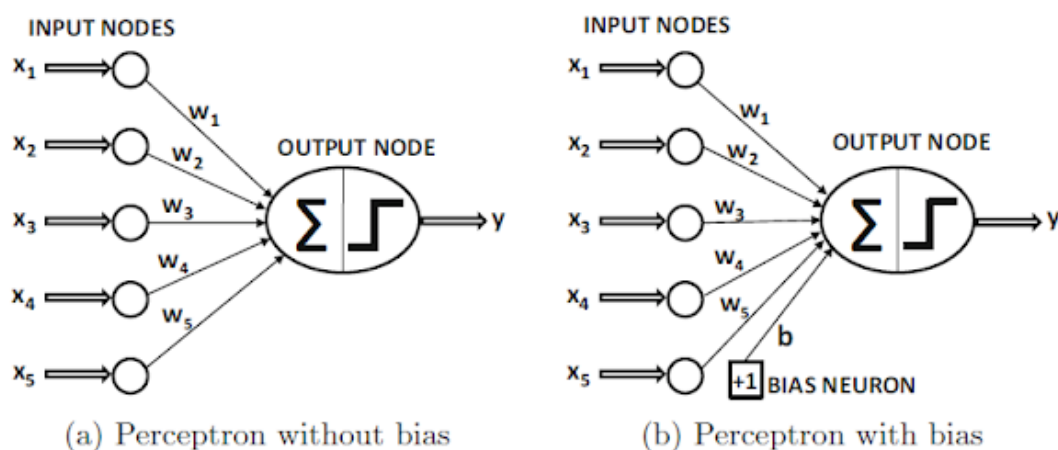 INPUT NODES
x1
w1
x2
w2
OUTPUT NODE
x3
w3
Σ
y
w4
x4
w5
x5
(a) Perceptron without bias
INPUT NODES
x1
w1
x2
w2
OUTPUT NODE
x3
w3
Σ
y
w4
x4
w5
b
x5
+1 BIAS NEURON
(b) Perceptron with bias